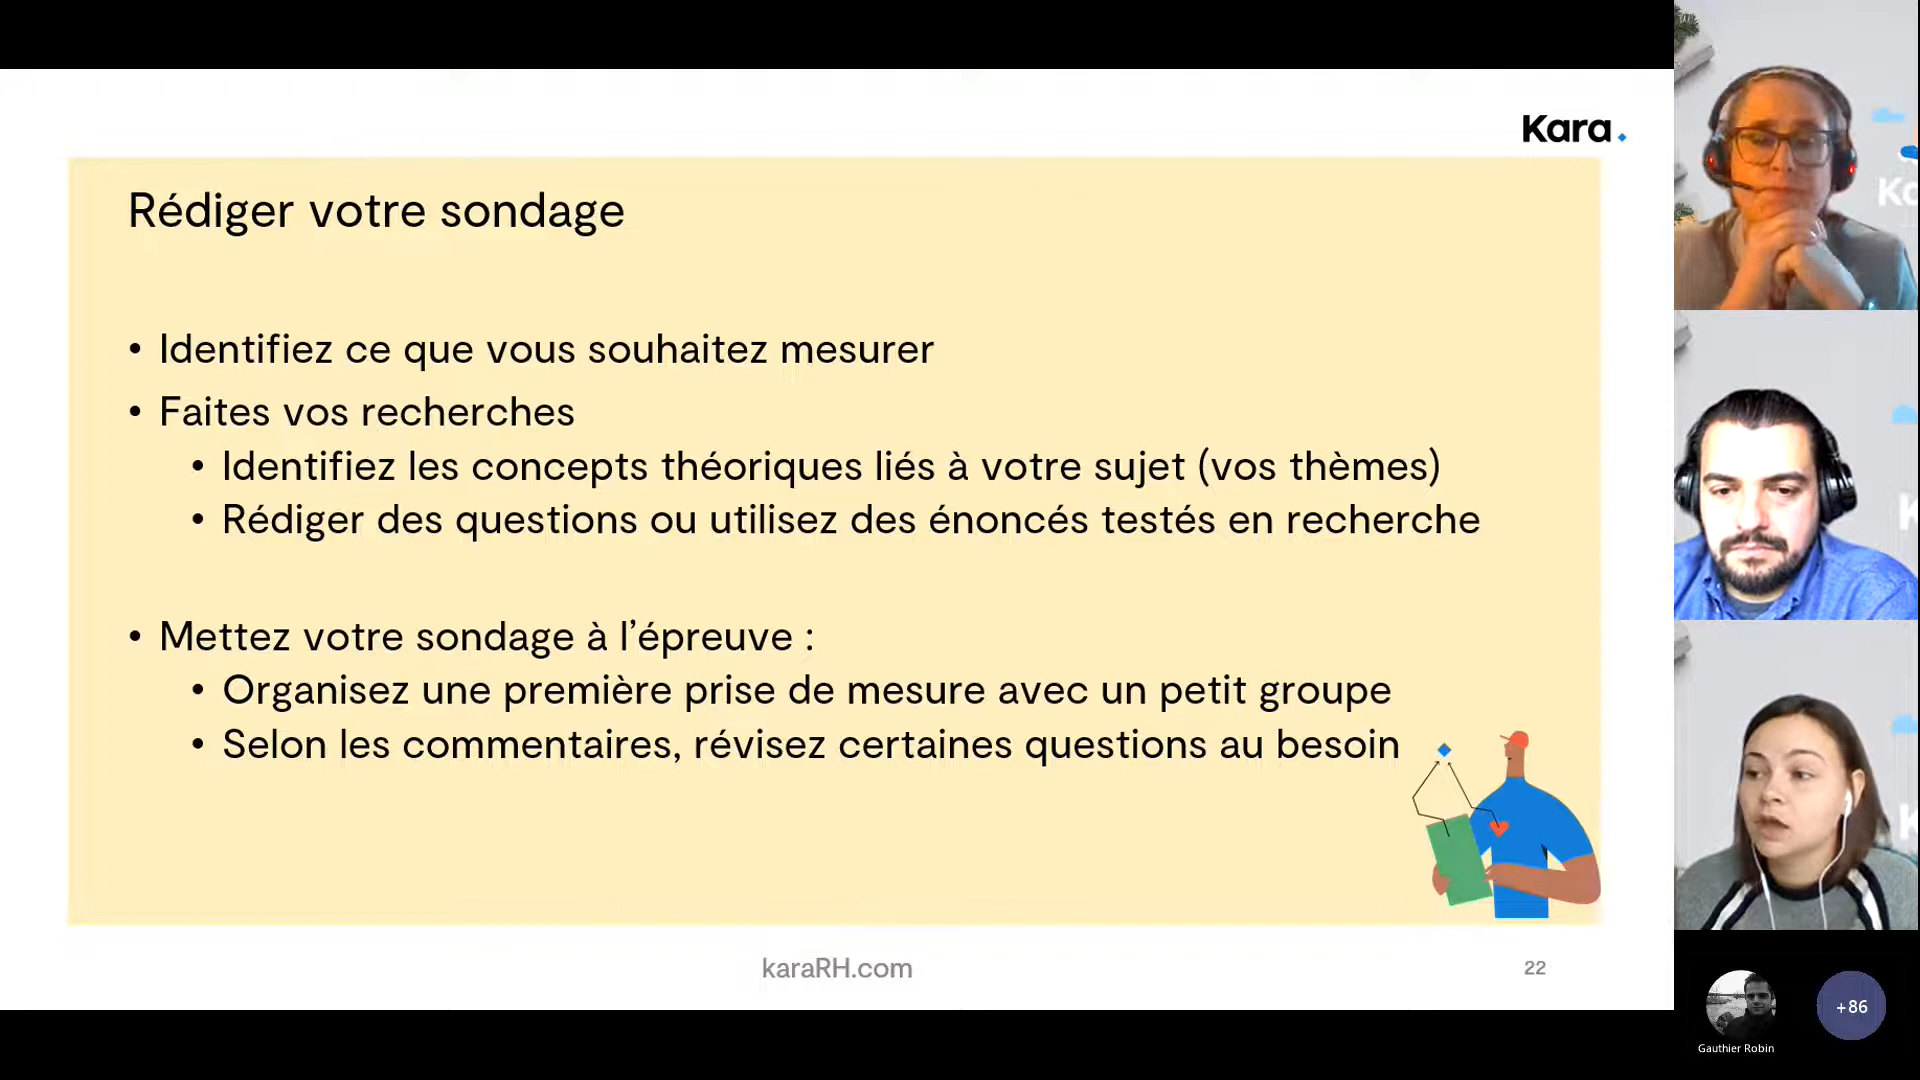 Kara
Rédiger votre sondage
• Identifiez ce que vous souhaitez mesurer
• Faites vos recherches
• Identifiez les concepts théoriques liés à votre sujet (vos thèmes)
• Rédiger des questions ou utilisez des énoncés testés en recherche
• Mettez votre sondage à l’épreuve :
• Organisez une première prise de mesure avec un petit groupe
• Selon les commentaires, révisez certaines questions au besoin
karaRH.com
22
+86
Gauthier Robin